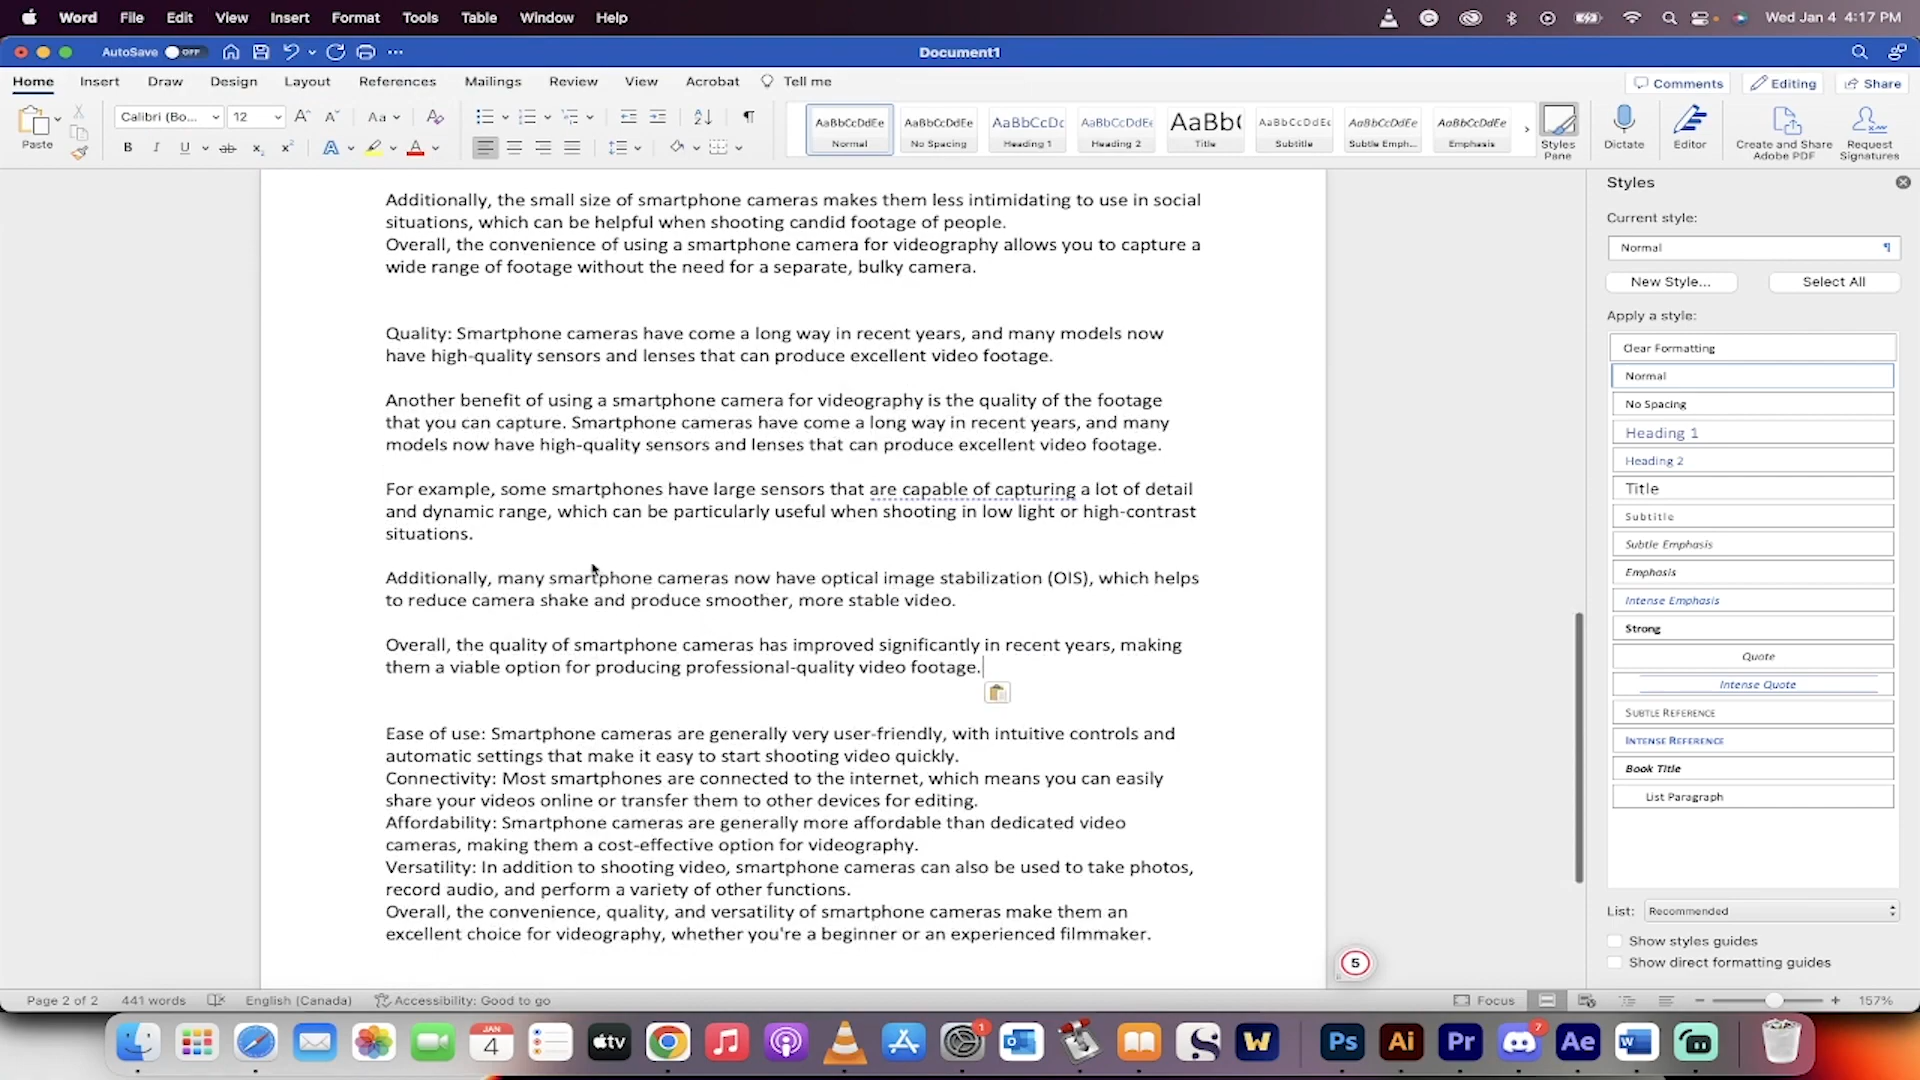 Word File Edit View Insert Format Tools Table Window Help Wed Jan 4 4:17 PM
AutoSave OFF Document1
Home Insert Draw Design Layout References Mailings Review View Acrobat Tell me Comments Editing Share
Paste Calibri (Bo... 12 Aa
AaBbCcDdEe AaBbCcDdEe AaBbCcDc AaBbCcDdEe AaBb( AaBbCcDdEe AaBbCcDdEe AaBbCcDdEe
Normal No Spacing Heading 1 Heading 2 Title Subtitle Subtle Emph... Emphasis
Styles Pane Dictate Editor Create and Share Adobe PDF Request Signatures
Additionally, the small size of smartphone cameras makes them less intimidating to use in social
situations, which can be helpful when shooting candid footage of people.
Overall, the convenience of using a smartphone camera for videography allows you to capture a
wide range of footage without the need for a separate, bulky camera.
Quality: Smartphone cameras have come a long way in recent years, and many models now
have high-quality sensors and lenses that can produce excellent video footage.
Another benefit of using a smartphone camera for videography is the quality of the footage
that you can capture. Smartphone cameras have come a long way in recent years, and many
models now have high-quality sensors and lenses that can produce excellent video footage.
For example, some smartphones have large sensors that are capable of capturing a lot of detail
and dynamic range, which can be particularly useful when shooting in low light or high-contrast
situations.
Additionally, many smartphone cameras now have optical image stabilization (OIS), which helps
to reduce camera shake and produce smoother, more stable video.
Overall, the quality of smartphone cameras has improved significantly in recent years, making
them a viable option for producing professional-quality video footage.
Ease of use: Smartphone cameras are generally very user-friendly, with intuitive controls and
automatic settings that make it easy to start shooting video quickly.
Connectivity: Most smartphones are connected to the internet, which means you can easily
share your videos online or transfer them to other devices for editing.
Affordability: Smartphone cameras are generally more affordable than dedicated video
cameras, making them a cost-effective option for videography.
Versatility: In addition to shooting video, smartphone cameras can also be used to take photos,
record audio, and perform a variety of other functions.
Overall, the convenience, quality, and versatility of smartphone cameras make them an
excellent choice for videography, whether you're a beginner or an experienced filmmaker.
5
Styles
Current style:
Normal
New Style... Select All
Apply a style:
Clear Formatting
Normal
No Spacing
Heading 1
Heading 2
Title
Subtitle
Subtle Emphasis
Emphasis
Intense Emphasis
Strong
Quote
Intense Quote
SUBTLE REFERENCE
INTENSE REFERENCE
Book Title
List Paragraph
List: Recommended
Show styles guides
Show direct formatting guides
Page 2 of 2 441 words English (Canada) Accessibility: Good to go Focus 157%
JAN 4 tv 1 W Ps Ai Pr 7 Ae W